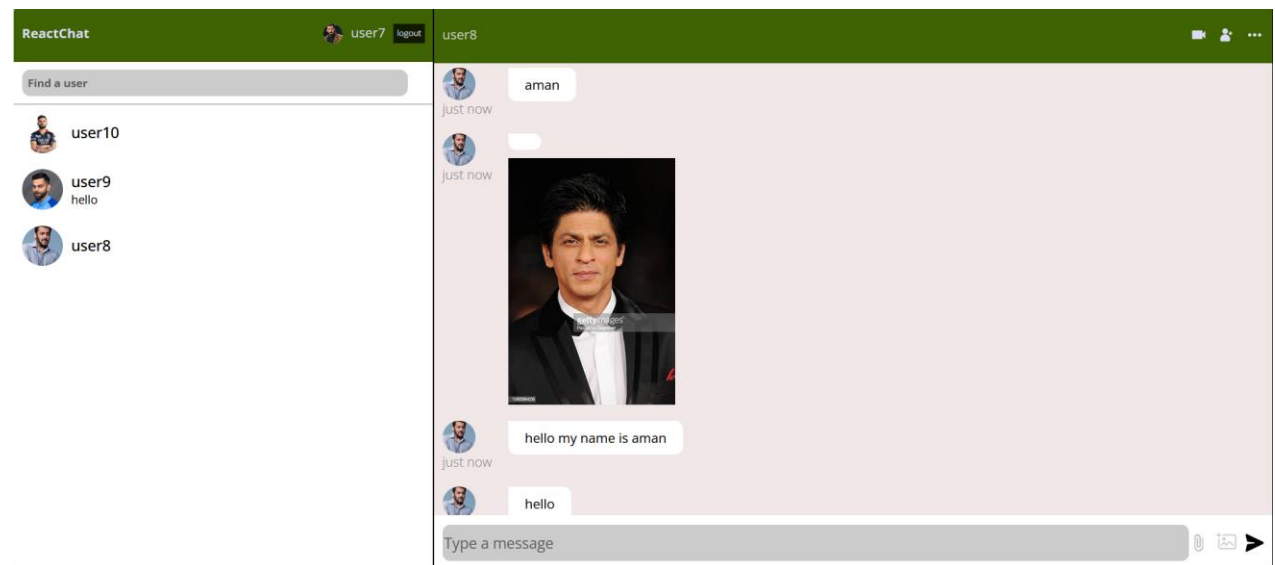 ReactChat
user7
logout
Find a user
user10
user9
hello
user8
user8
aman
just now
just now
gettyimages
hello my name is aman
just now
hello
Type a message